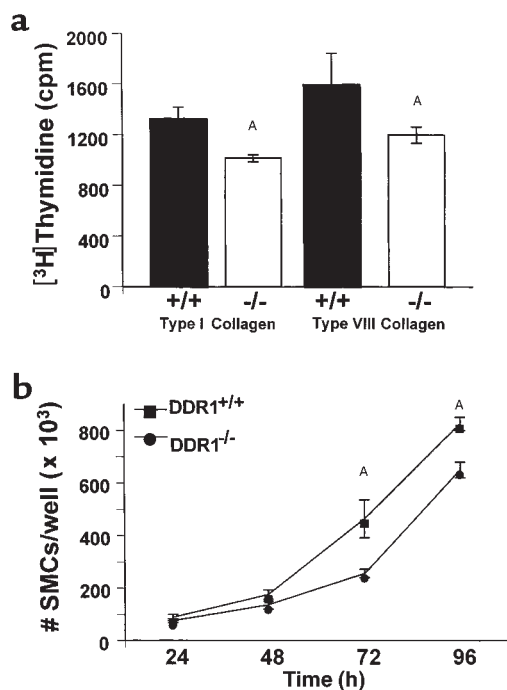 a
[³H]Thymidine (cpm)
2000
1600
1200
800
400
0
A
A
+/+ -/- +/+ -/-
Type I Collagen Type VIII Collagen
b
# SMCs/well (x 10³)
DDR1+/+
DDR1-/-
800
600
400
200
0
A
A
24 48 72 96
Time (h)